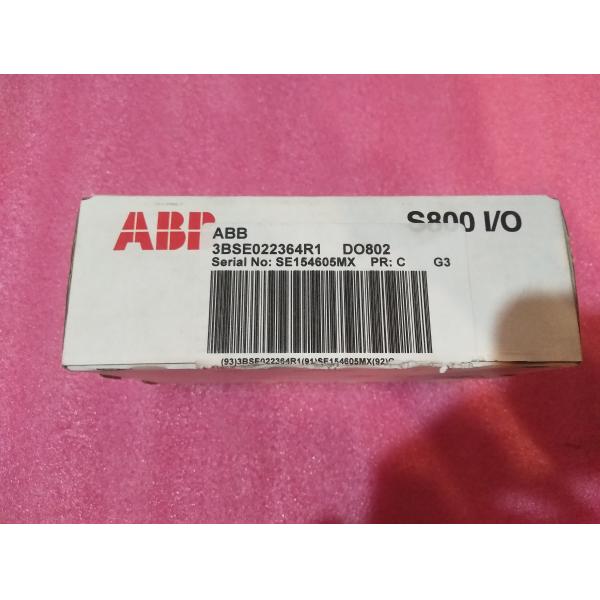 ABB S800 I/O
ABB
3BSE022364R1 DO802
Serial No: SE154605MX PR: C G3
(93)3BSE022364R1(91)SE154605MX(92)C